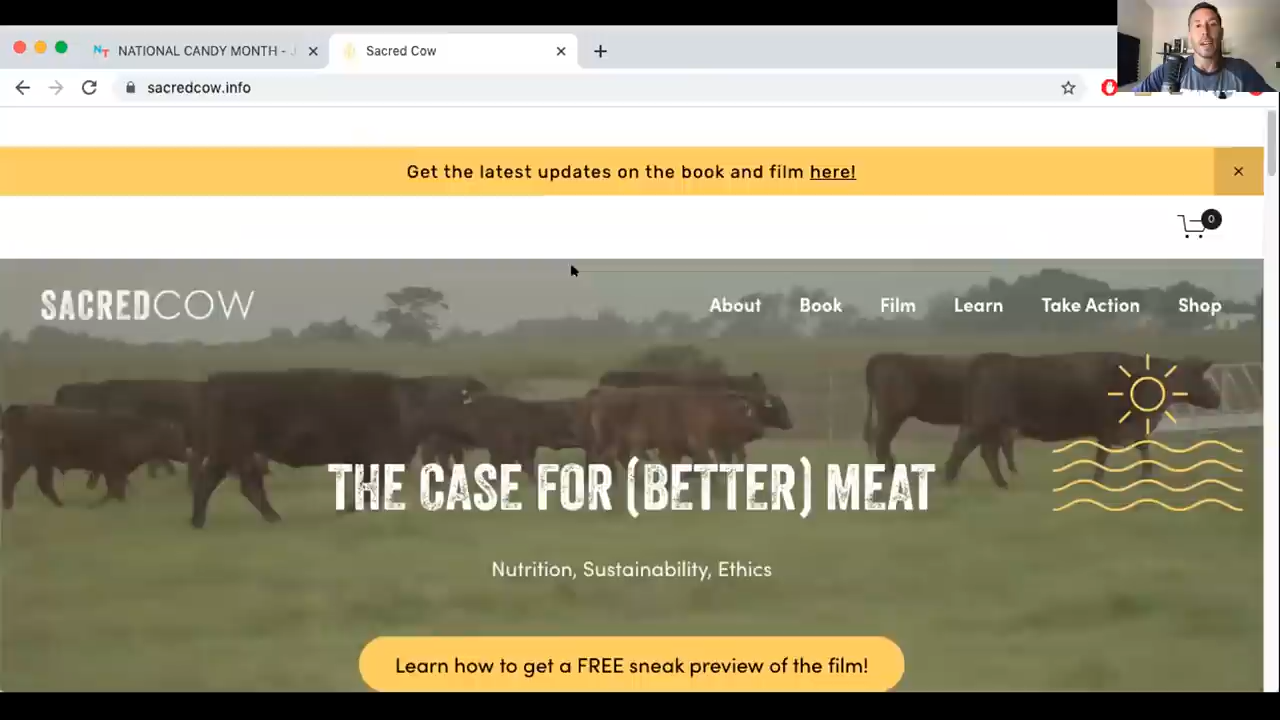 NATIONAL CANDY MONTH -
Sacred Cow
sacredcow.info
Get the latest updates on the book and film here!
0
SACREDCOW
About Book Film Learn Take Action Shop
THE CASE FOR (BETTER) MEAT
Nutrition, Sustainability, Ethics
Learn how to get a FREE sneak preview of the film!